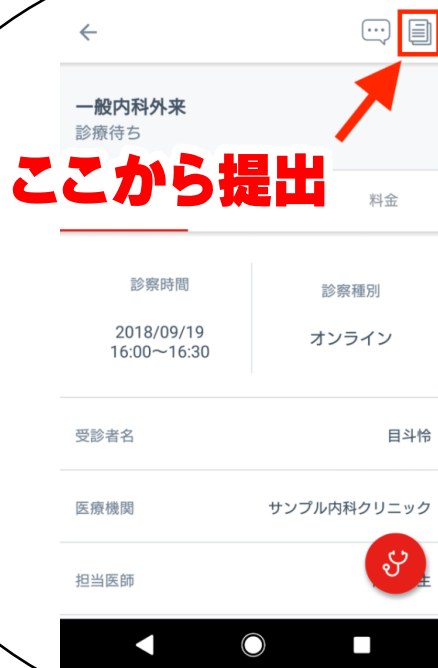 一般内科外来
診療待ち
ここから提出
料金
診察時間
診察種別
2018/09/19
16:00〜16:30
オンライン
受診者名
目斗怜
医療機関
サンプル内科クリニック
担当医師
生